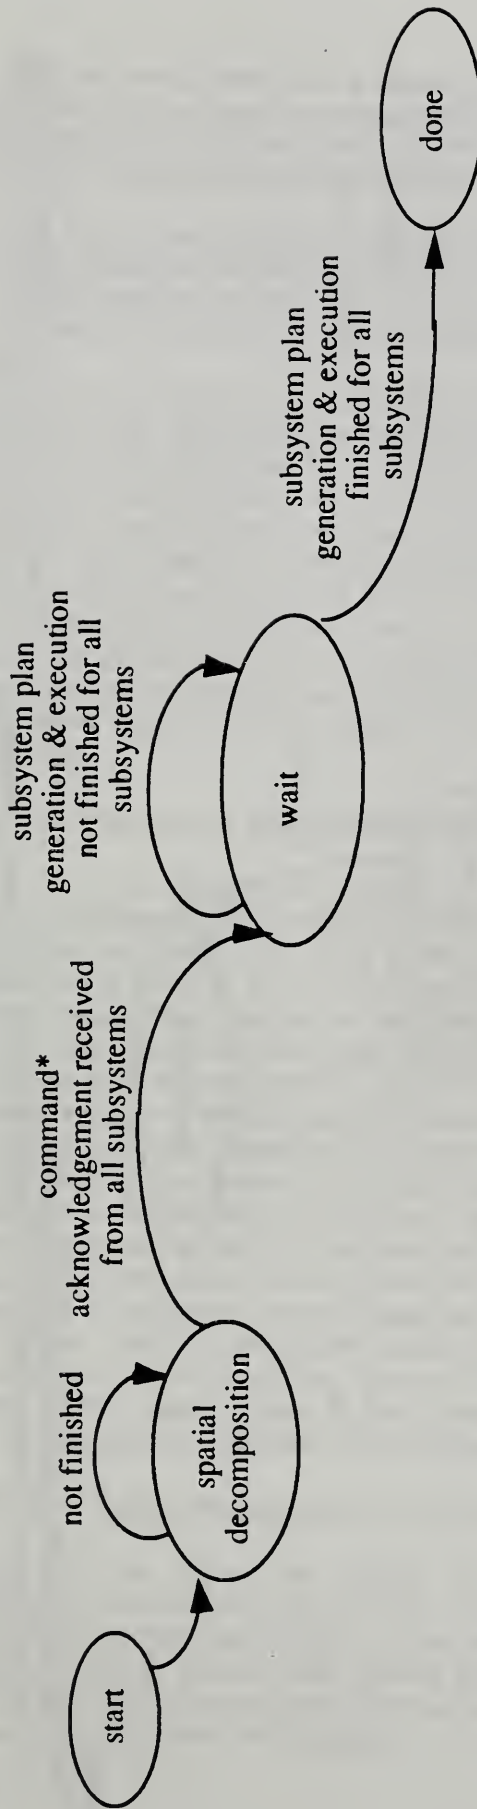 start
not finished
spatial
decomposition
command*
acknowledgement received
from all subsystems
subsystem plan
generation & execution
not finished for all
subsystems
wait
subsystem plan
generation & execution
finished for all
subsystems
done